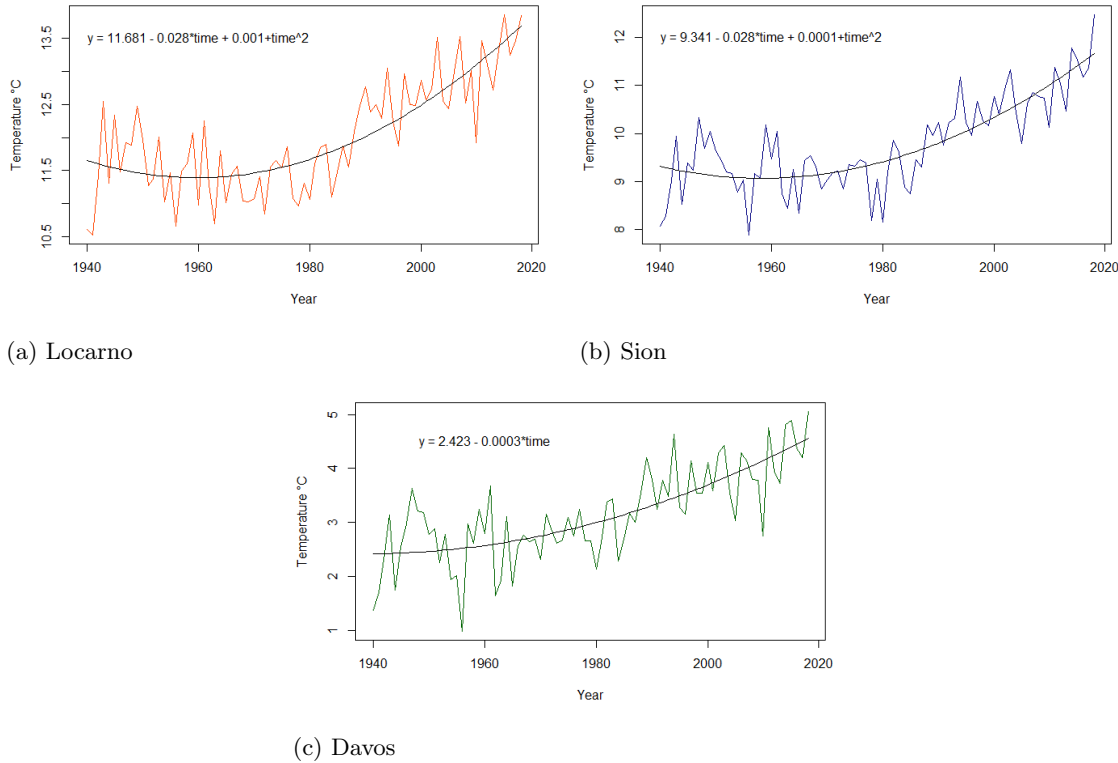 y = 11.681 - 0.028*time + 0.001+time^2
Temperature °C
13.5
12.5
11.5
10.5
1940 1960 1980 2000 2020
Year
(a) Locarno
y = 9.341 - 0.028*time + 0.0001+time^2
Temperature °C
12
11
10
9
8
1940 1960 1980 2000 2020
Year
(b) Sion
y = 2.423 - 0.0003*time
Temperature °C
5
4
3
2
1
1940 1960 1980 2000 2020
Year
(c) Davos